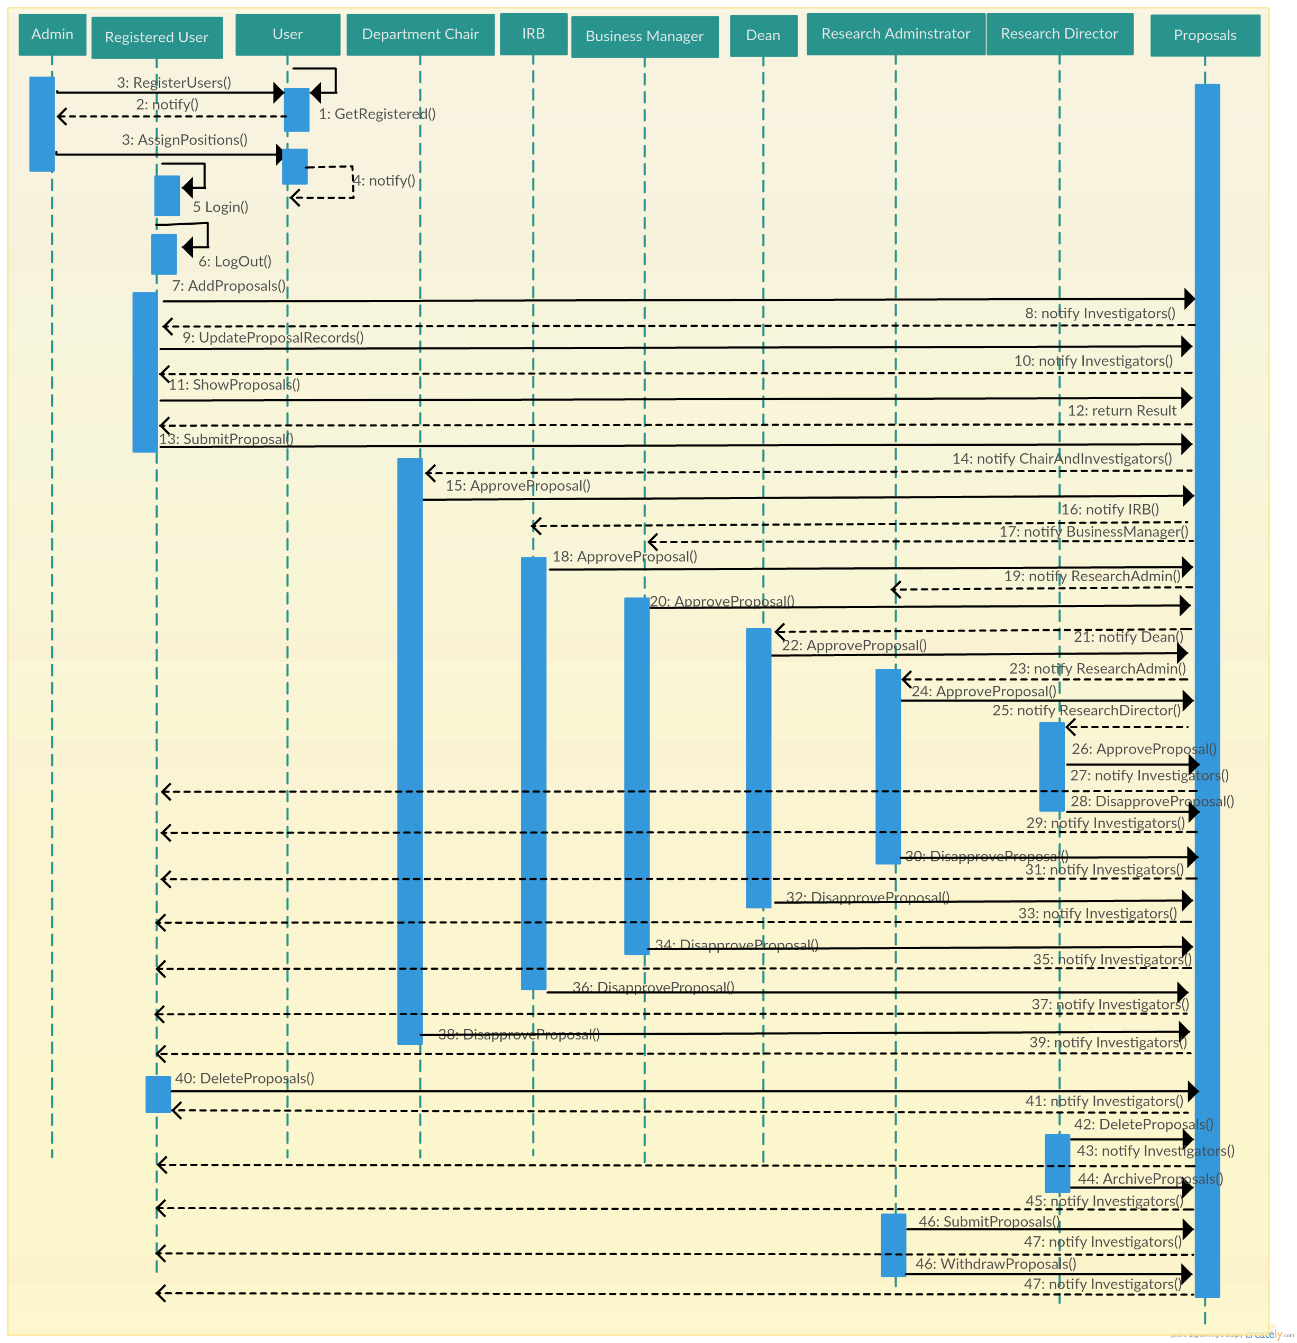 Admin
Registered User
User
Department Chair
IRB
Business Manager
Dean
Research Adminstrator
Research Director
Proposals
3: RegisterUsers()
2: notify()
1: GetRegistered()
3: AssignPositions()
4: notify()
5 Login()
6: LogOut()
7: AddProposals()
8: notify Investigators()
9: UpdateProposalRecords()
10: notify Investigators()
11: ShowProposals()
12: return Result
13: SubmitProposal()
14: notify ChairAndInvestigators()
15: ApproveProposal()
16: notify IRB()
17: notify BusinessManager()
18: ApproveProposal()
19: notify ResearchAdmin()
20: ApproveProposal()
21: notify Dean()
22: ApproveProposal()
23: notify ResearchAdmin()
24: ApproveProposal()
25: notify ResearchDirector()
26: ApproveProposal()
27: notify Investigators()
28: DisapproveProposal()
29: notify Investigators()
30: DisapproveProposal()
31: notify Investigators()
32: DisapproveProposal()
33: notify Investigators()
34: DisapproveProposal()
35: notify Investigators()
36: DisapproveProposal()
37: notify Investigators()
38: DisapproveProposal()
39: notify Investigators()
40: DeleteProposals()
41: notify Investigators()
42: DeleteProposals()
43: notify Investigators()
44: ArchiveProposals()
45: notify Investigators()
46: SubmitProposals()
47: notify Investigators()
46: WithdrawProposals()
47: notify Investigators()
creately